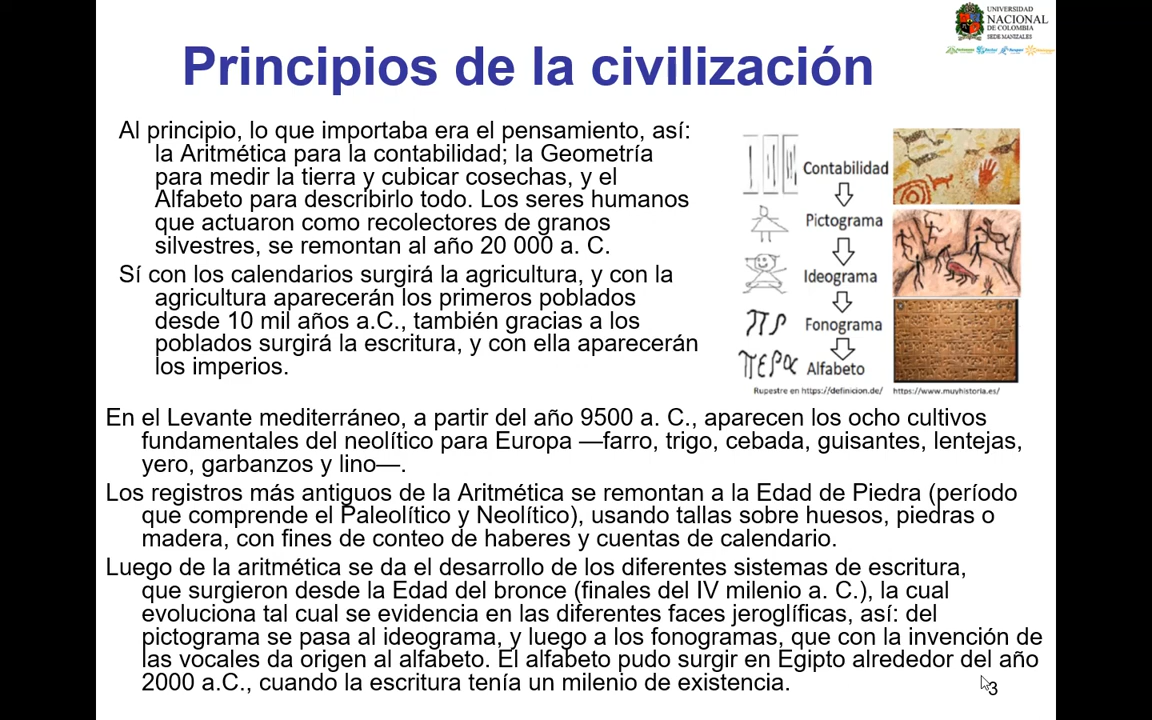 UNIVERSIDAD
NACIONAL
DE COLOMBIA
SEDE MANIZALES
Principios de la civilización
Al principio, lo que importaba era el pensamiento, así:
la Aritmética para la contabilidad; la Geometría
para medir la tierra y cubicar cosechas, y el
Alfabeto para describirlo todo. Los seres humanos
que actuaron como recolectores de granos
silvestres, se remontan al año 20 000 a. C.
Sí con los calendarios surgirá la agricultura, y con la
agricultura aparecerán los primeros poblados
desde 10 mil años a.C., también gracias a los
poblados surgirá la escritura, y con ella aparecerán
los imperios.
Contabilidad
Pictograma
Ideograma
Fonograma
Alfabeto
Rupestre en https://definicion.de/ https://www.muyhistoria.es/
En el Levante mediterráneo, a partir del año 9500 a. C., aparecen los ocho cultivos
fundamentales del neolítico para Europa —farro, trigo, cebada, guisantes, lentejas,
yero, garbanzos y lino—.
Los registros más antiguos de la Aritmética se remontan a la Edad de Piedra (período
que comprende el Paleolítico y Neolítico), usando tallas sobre huesos, piedras o
madera, con fines de conteo de haberes y cuentas de calendario.
Luego de la aritmética se da el desarrollo de los diferentes sistemas de escritura,
que surgieron desde la Edad del bronce (finales del IV milenio a. C.), la cual
evoluciona tal cual se evidencia en las diferentes faces jeroglíficas, así: del
pictograma se pasa al ideograma, y luego a los fonogramas, que con la invención de
las vocales da origen al alfabeto. El alfabeto pudo surgir en Egipto alrededor del año
2000 a.C., cuando la escritura tenía un milenio de existencia.
3